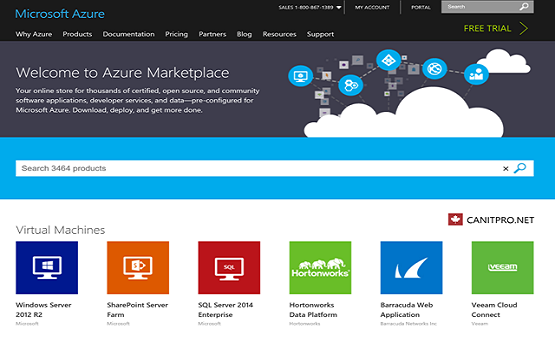 Microsoft Azure
SALES 1-800-867-1389
MY ACCOUNT
PORTAL
Search
FREE TRIAL
Why Azure Products Documentation Pricing Partners Blog Resources Support
Welcome to Azure Marketplace
Your online store for thousands of certified, open source, and community
software applications, developer services, and data—pre-configured for
Microsoft Azure. Download, deploy, and get more done.
Search 3464 products
CANITPRO.NET
Virtual Machines
SQL
Hortonworks
veeam
Windows Server
2012 R2
Microsoft
SharePoint Server
Farm
Microsoft
SQL Server 2014
Enterprise
Microsoft
Hortonworks
Data Platform
Hortonworks
Barracuda Web
Application
Barracuda Networks Inc.
Veeam Cloud
Connect
Veeam